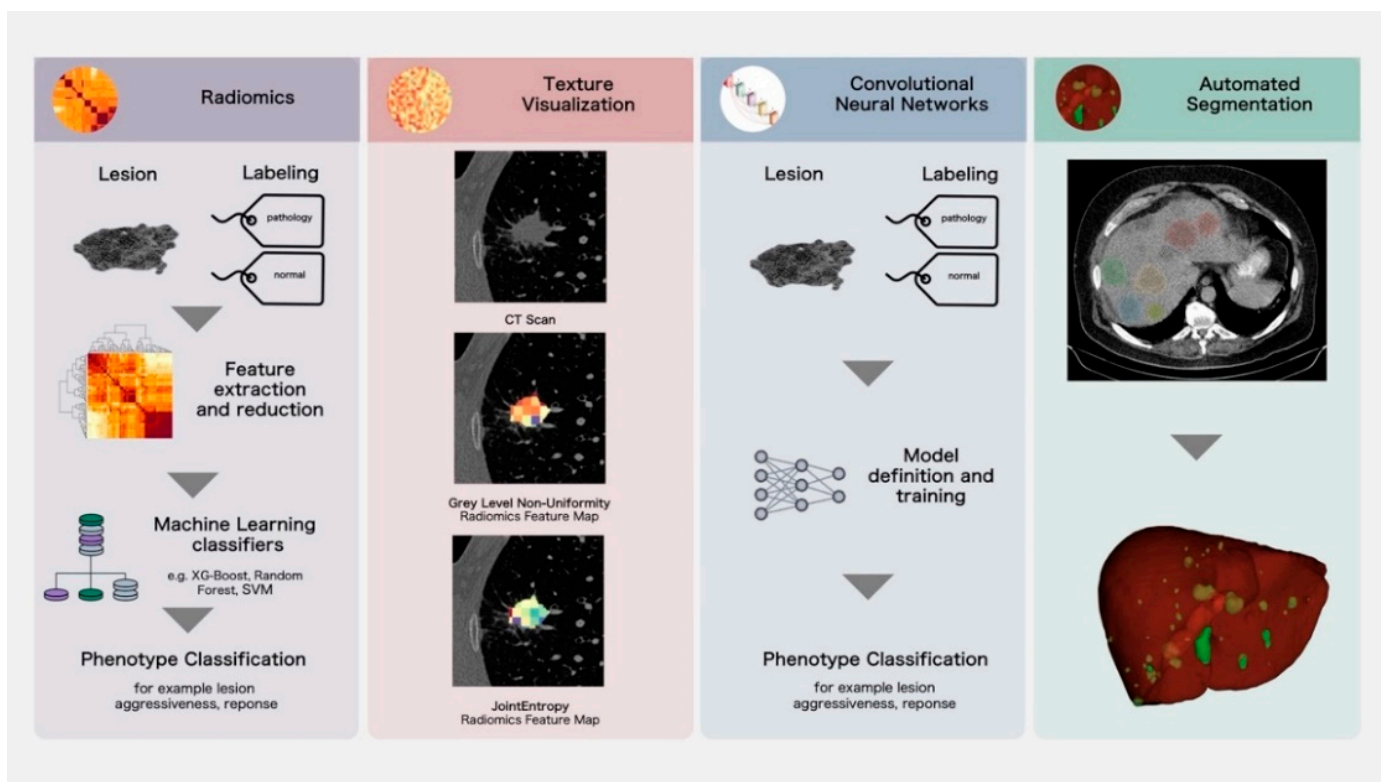 Radiomics
Lesion
Labeling
pathology
normal
Feature
extraction
and reduction
Machine Learning
classifiers
e.g. XG-Boost, Random
Forest, SVM
Phenotype Classification
for example lesion
aggressiveness, reponse
Texture
Visualization
CT Scan
Grey Level Non-Uniformity
Radiomics Feature Map
JointEntropy
Radiomics Feature Map
Convolutional
Neural Networks
Lesion
Labeling
pathology
normal
Model
definition and
training
Phenotype Classification
for example lesion
aggressiveness, reponse
Automated
Segmentation